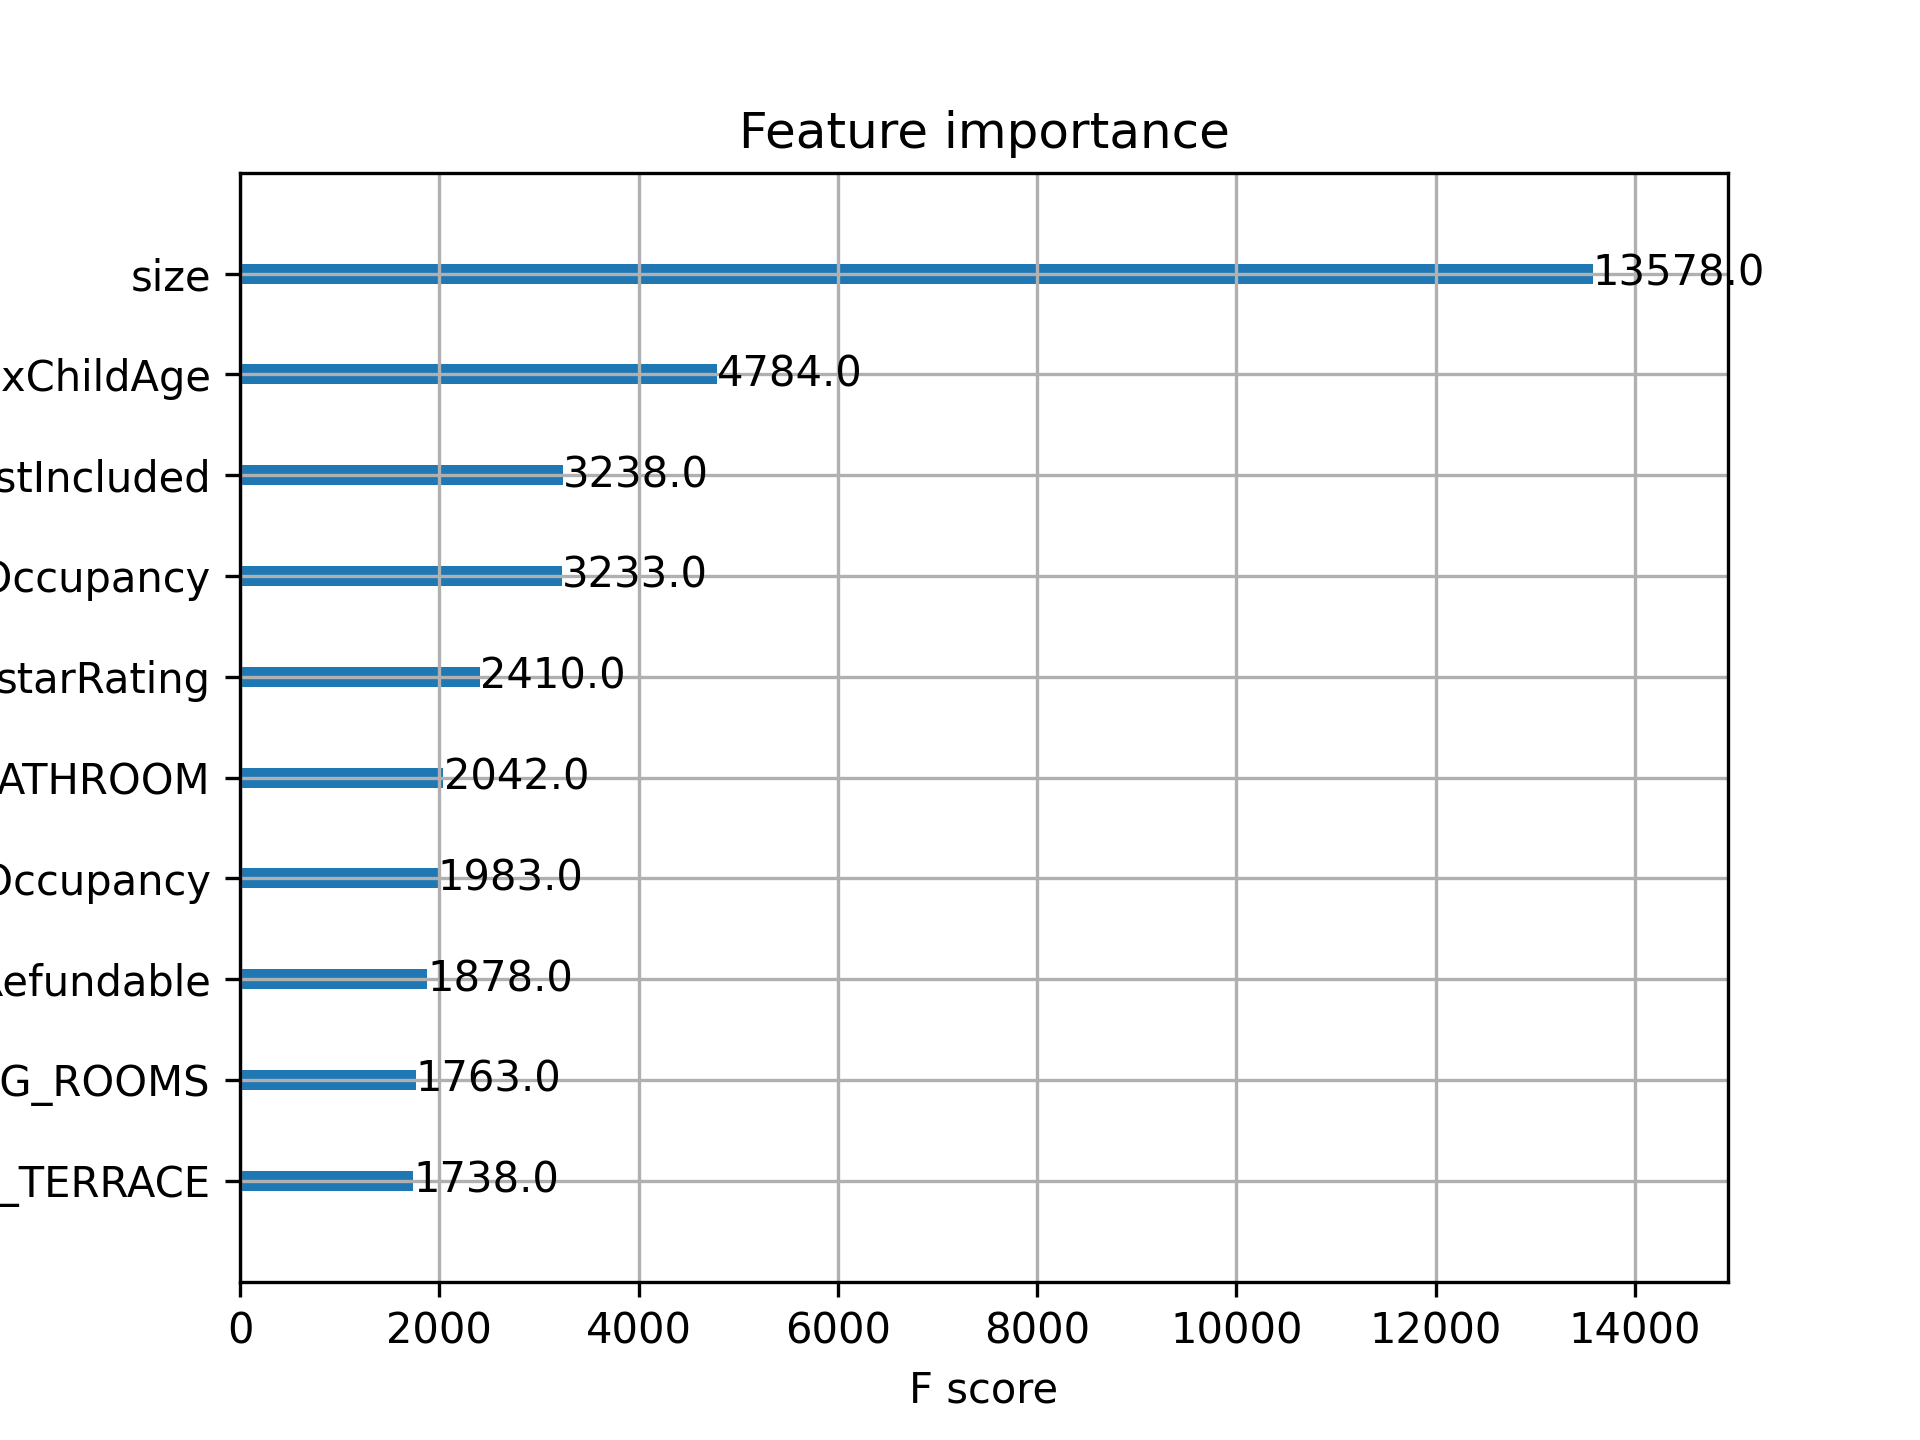 Feature importance
size 13578.0
xChildAge 4784.0
stIncluded 3238.0
Occupancy 3233.0
starRating 2410.0
ATHROOM 2042.0
Occupancy 1983.0
Refundable 1878.0
G_ROOMS 1763.0
_TERRACE 1738.0
0 2000 4000 6000 8000 10000 12000 14000
F score